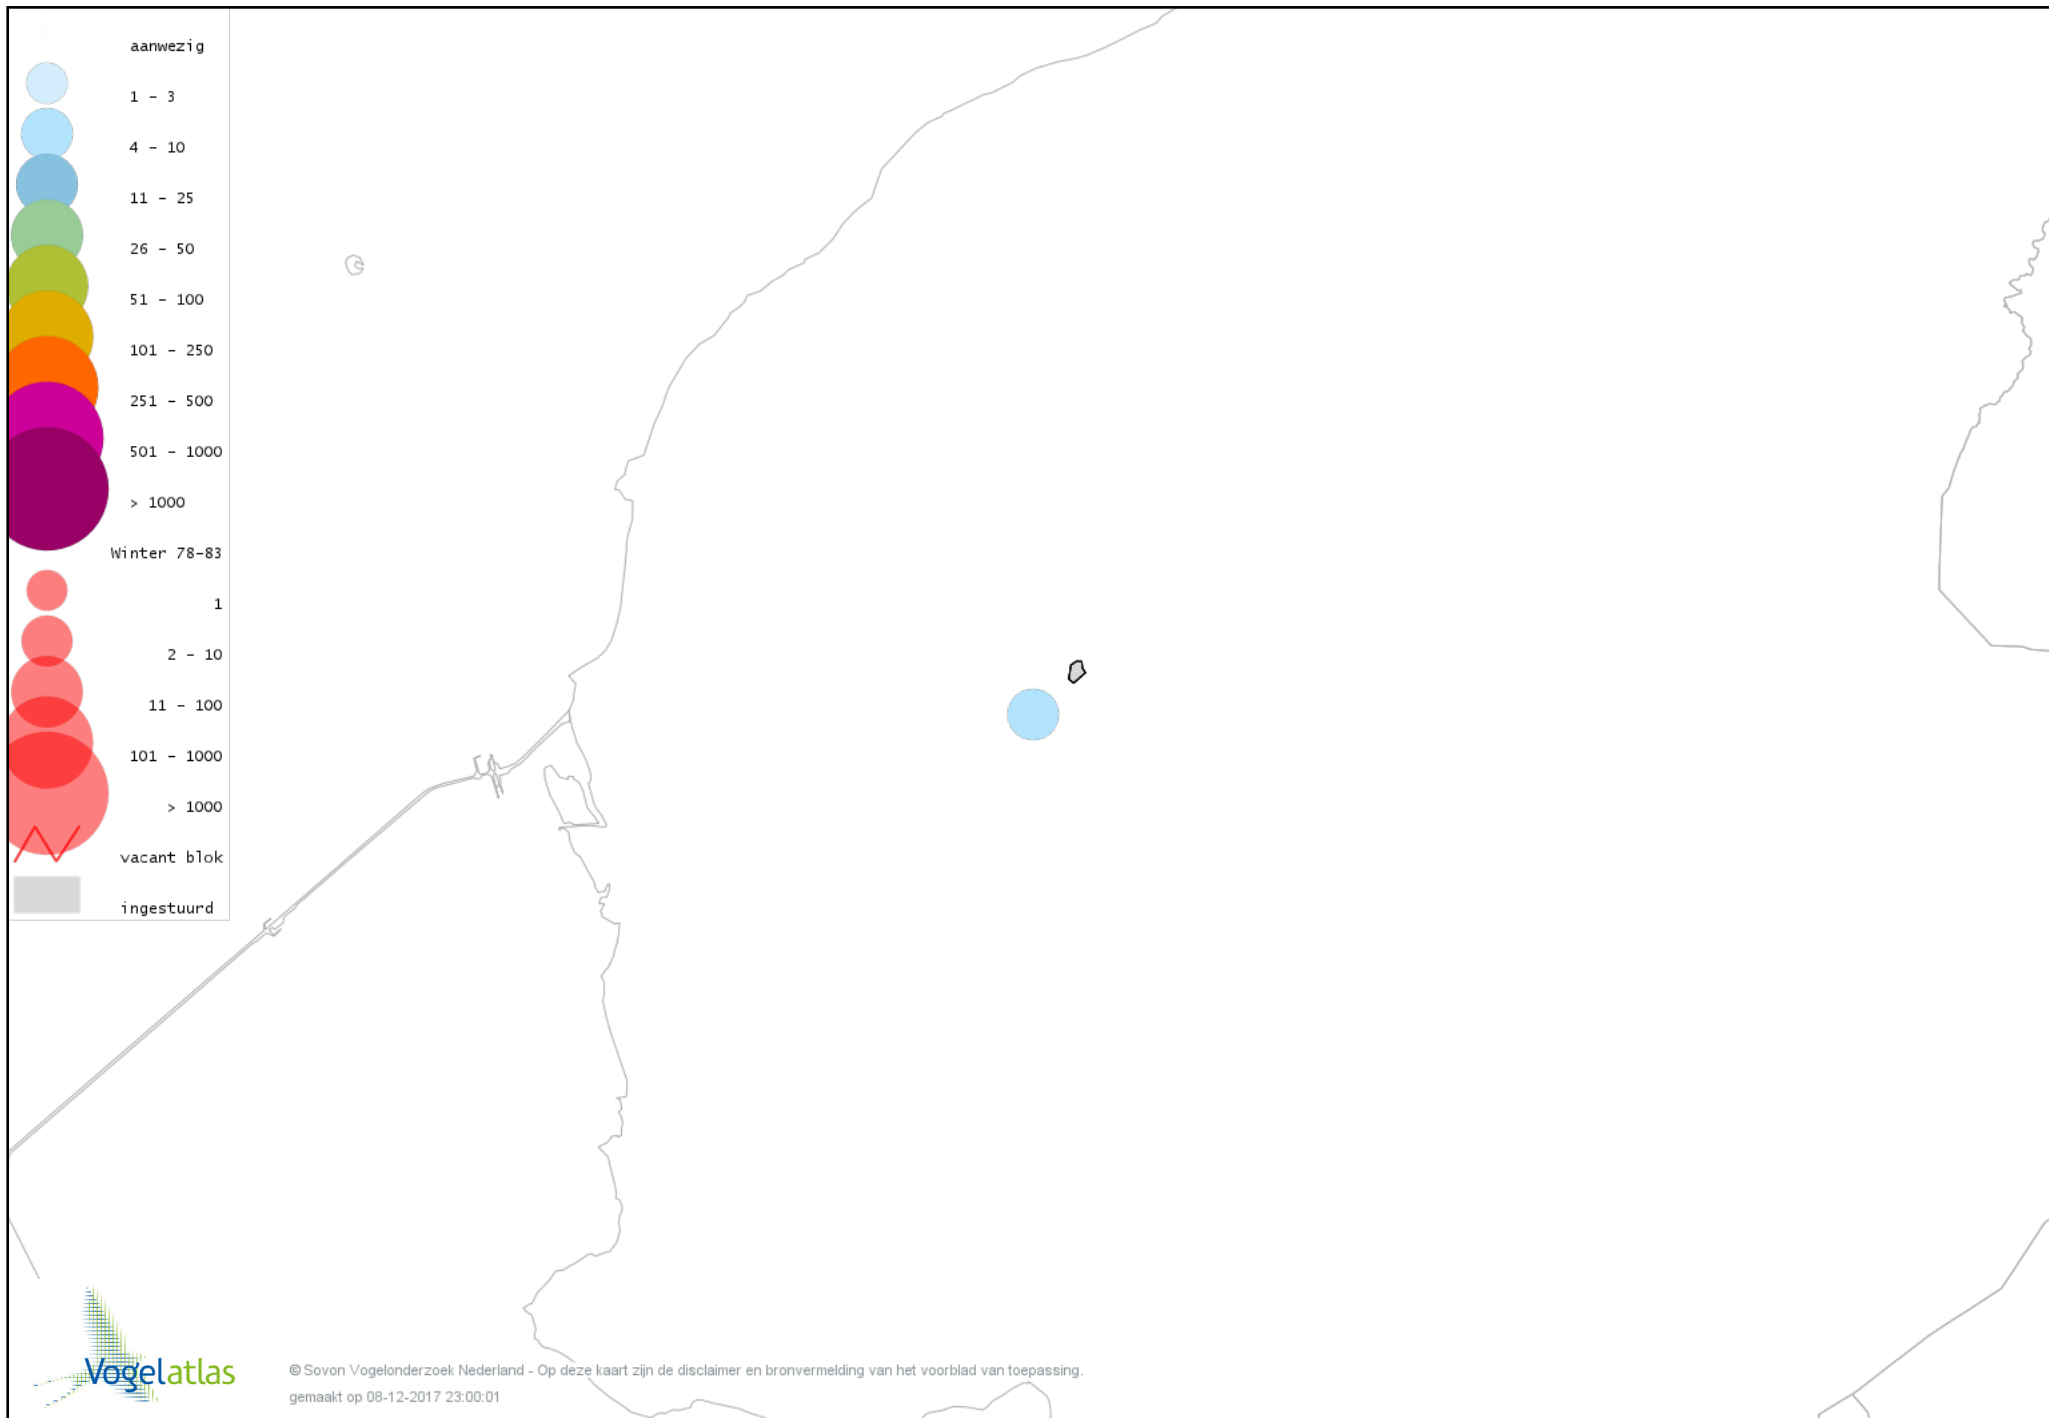 aanwezig
1 - 3
4 - 10
11 - 25
26 - 50
51 - 100
101 - 250
251 - 500
501 - 1000
> 1000
Winter 78-83
1
2 - 10
11 - 100
101 - 1000
> 1000
vacant blok
ingestuurd
Vogelatlas
© Sovon Vogelonderzoek Nederland - Op deze kaart zijn de disclaimer en bronvermelding van het voorblad van toepassing.
gemaakt op 08-12-2017 23:00:01